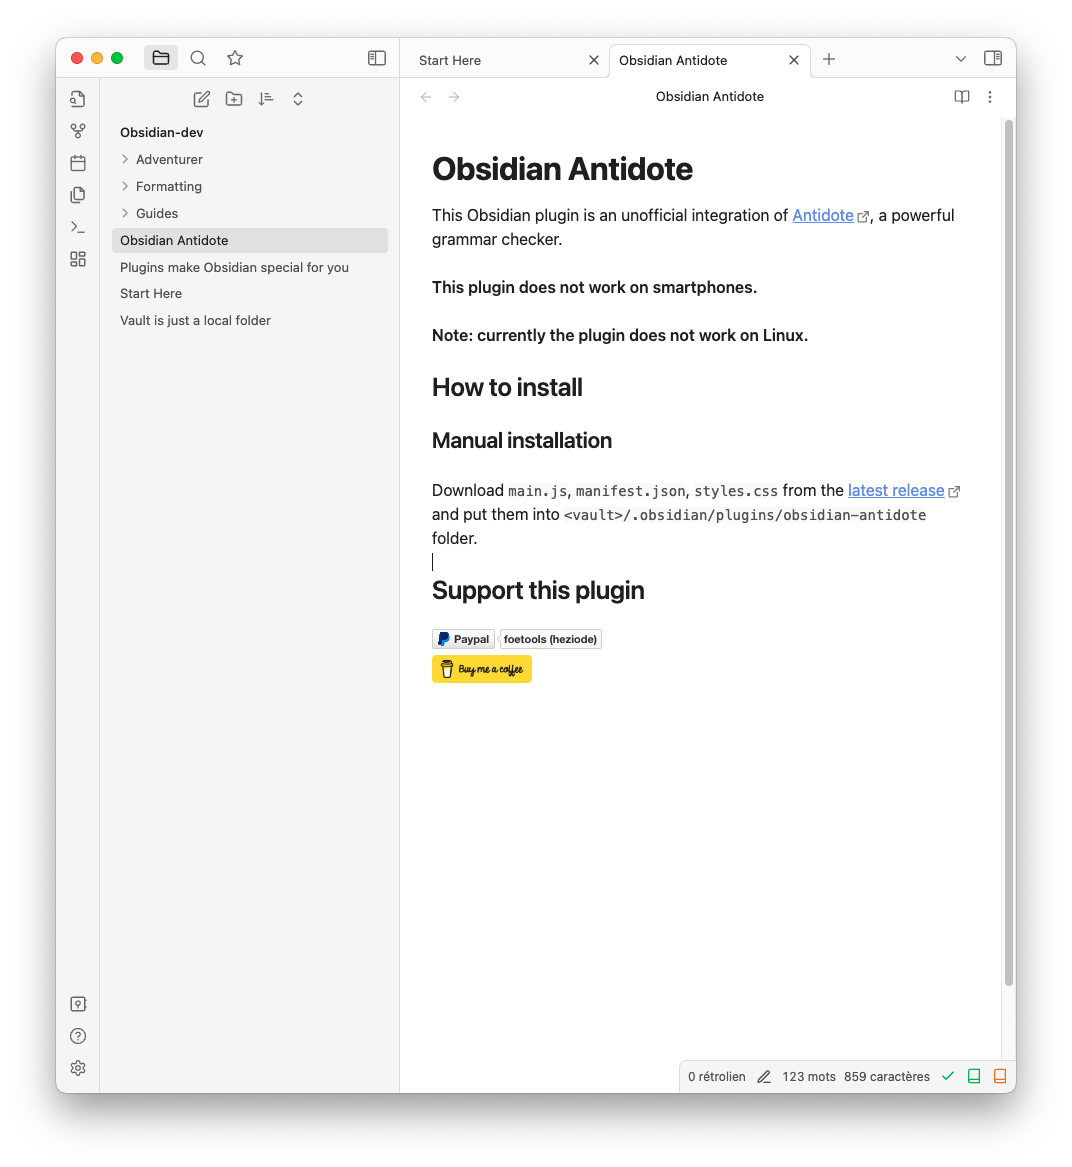 Start Here
Obsidian Antidote
Obsidian Antidote
Obsidian-dev
Adventurer
Formatting
Guides
Obsidian Antidote
Plugins make Obsidian special for you
Start Here
Vault is just a local folder
Obsidian Antidote
This Obsidian plugin is an unofficial integration of Antidote, a powerful
grammar checker.
This plugin does not work on smartphones.
Note: currently the plugin does not work on Linux.
How to install
Manual installation
Download main.js, manifest.json, styles.css from the latest release
and put them into <vault>/.obsidian/plugins/obsidian-antidote
folder.
Support this plugin
Paypal foetools (heziode)
Buy me a coffee
0 rétrolien 123 mots 859 caractères